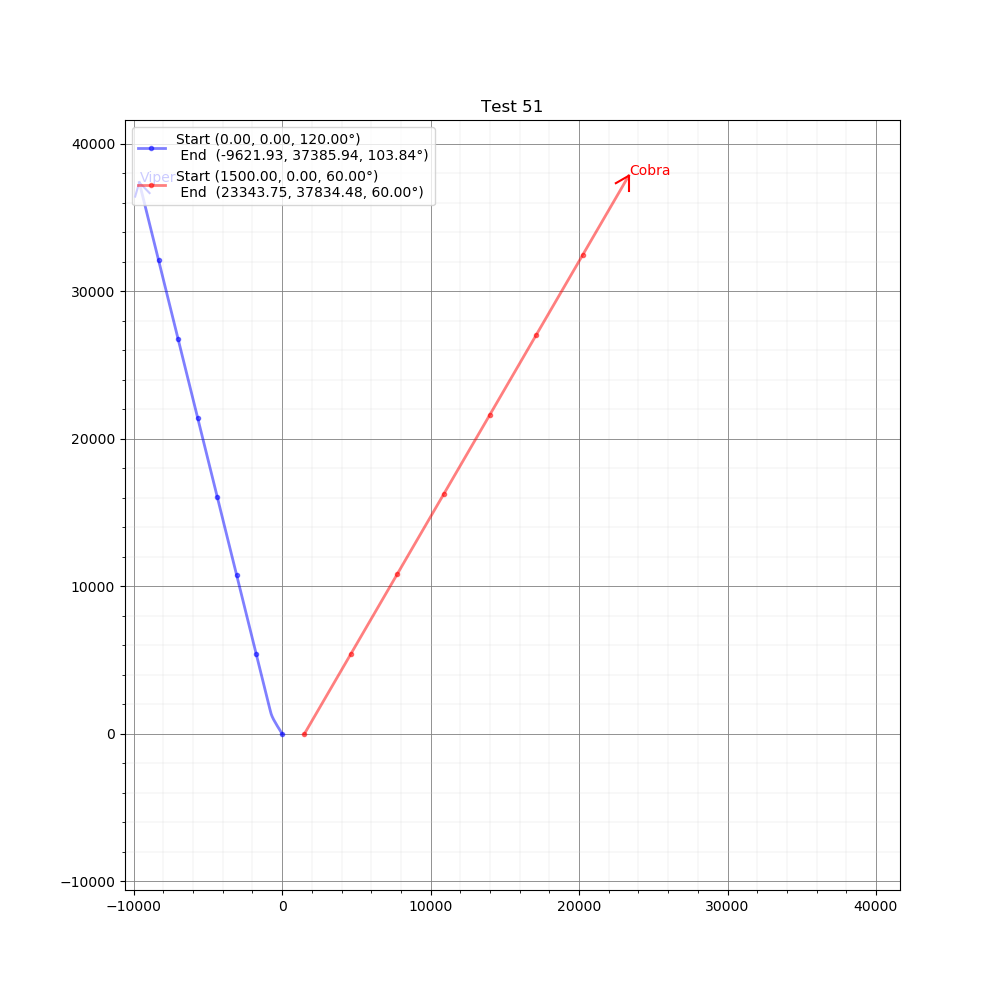 Test 51
Start (0.00, 0.00, 120.00°)
End (-9621.93, 37385.94, 103.84°)
Start (1500.00, 0.00, 60.00°)
End (23343.75, 37834.48, 60.00°)
Viper
Cobra
40000
30000
20000
10000
0
−10000
−10000 0 10000 20000 30000 40000